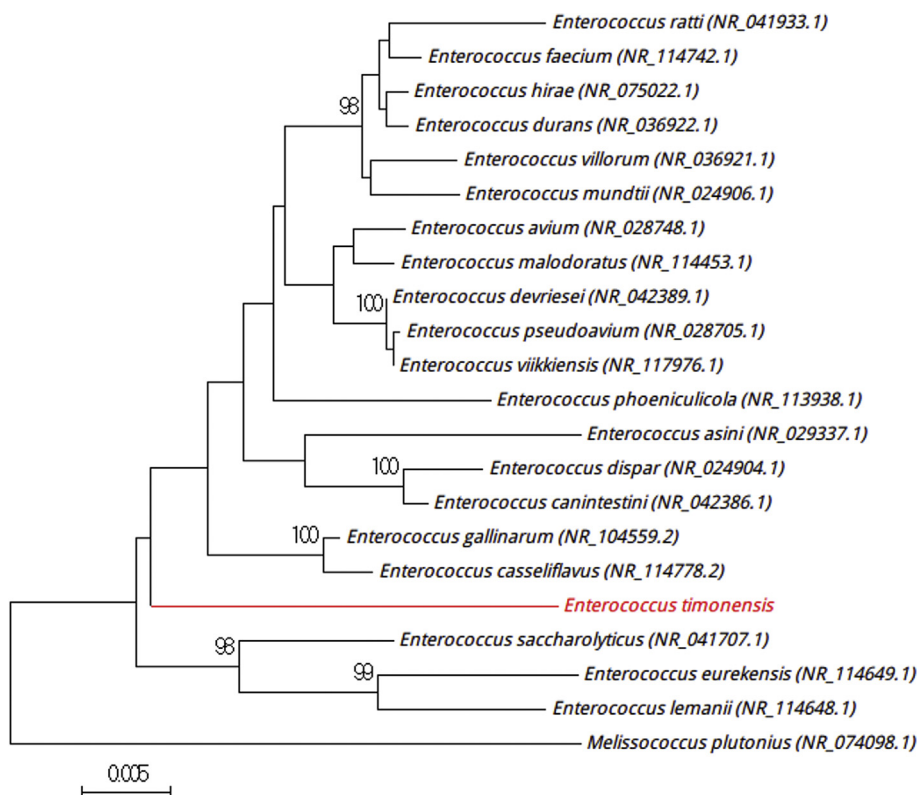 Enterococcus ratti (NR_041933.1)
Enterococcus faecium (NR_114742.1)
Enterococcus hirae (NR_075022.1)
98
Enterococcus durans (NR_036922.1)
Enterococcus villorum (NR_036921.1)
Enterococcus mundtii (NR_024906.1)
Enterococcus avium (NR_028748.1)
Enterococcus malodoratus (NR_114453.1)
100 Enterococcus devriesei (NR_042389.1)
Enterococcus pseudoavium (NR_028705.1)
Enterococcus viikkiensis (NR_117976.1)
Enterococcus phoeniculicola (NR_113938.1)
Enterococcus asini (NR_029337.1)
100 Enterococcus dispar (NR_024904.1)
Enterococcus canintestini (NR_042386.1)
100 Enterococcus gallinarum (NR_104559.2)
Enterococcus casseliflavus (NR_114778.2)
Enterococcus timonensis
98 Enterococcus saccharolyticus (NR_041707.1)
99 Enterococcus eurekensis (NR_114649.1)
Enterococcus lemanii (NR_114648.1)
Melissococcus plutonius (NR_074098.1)
0.005